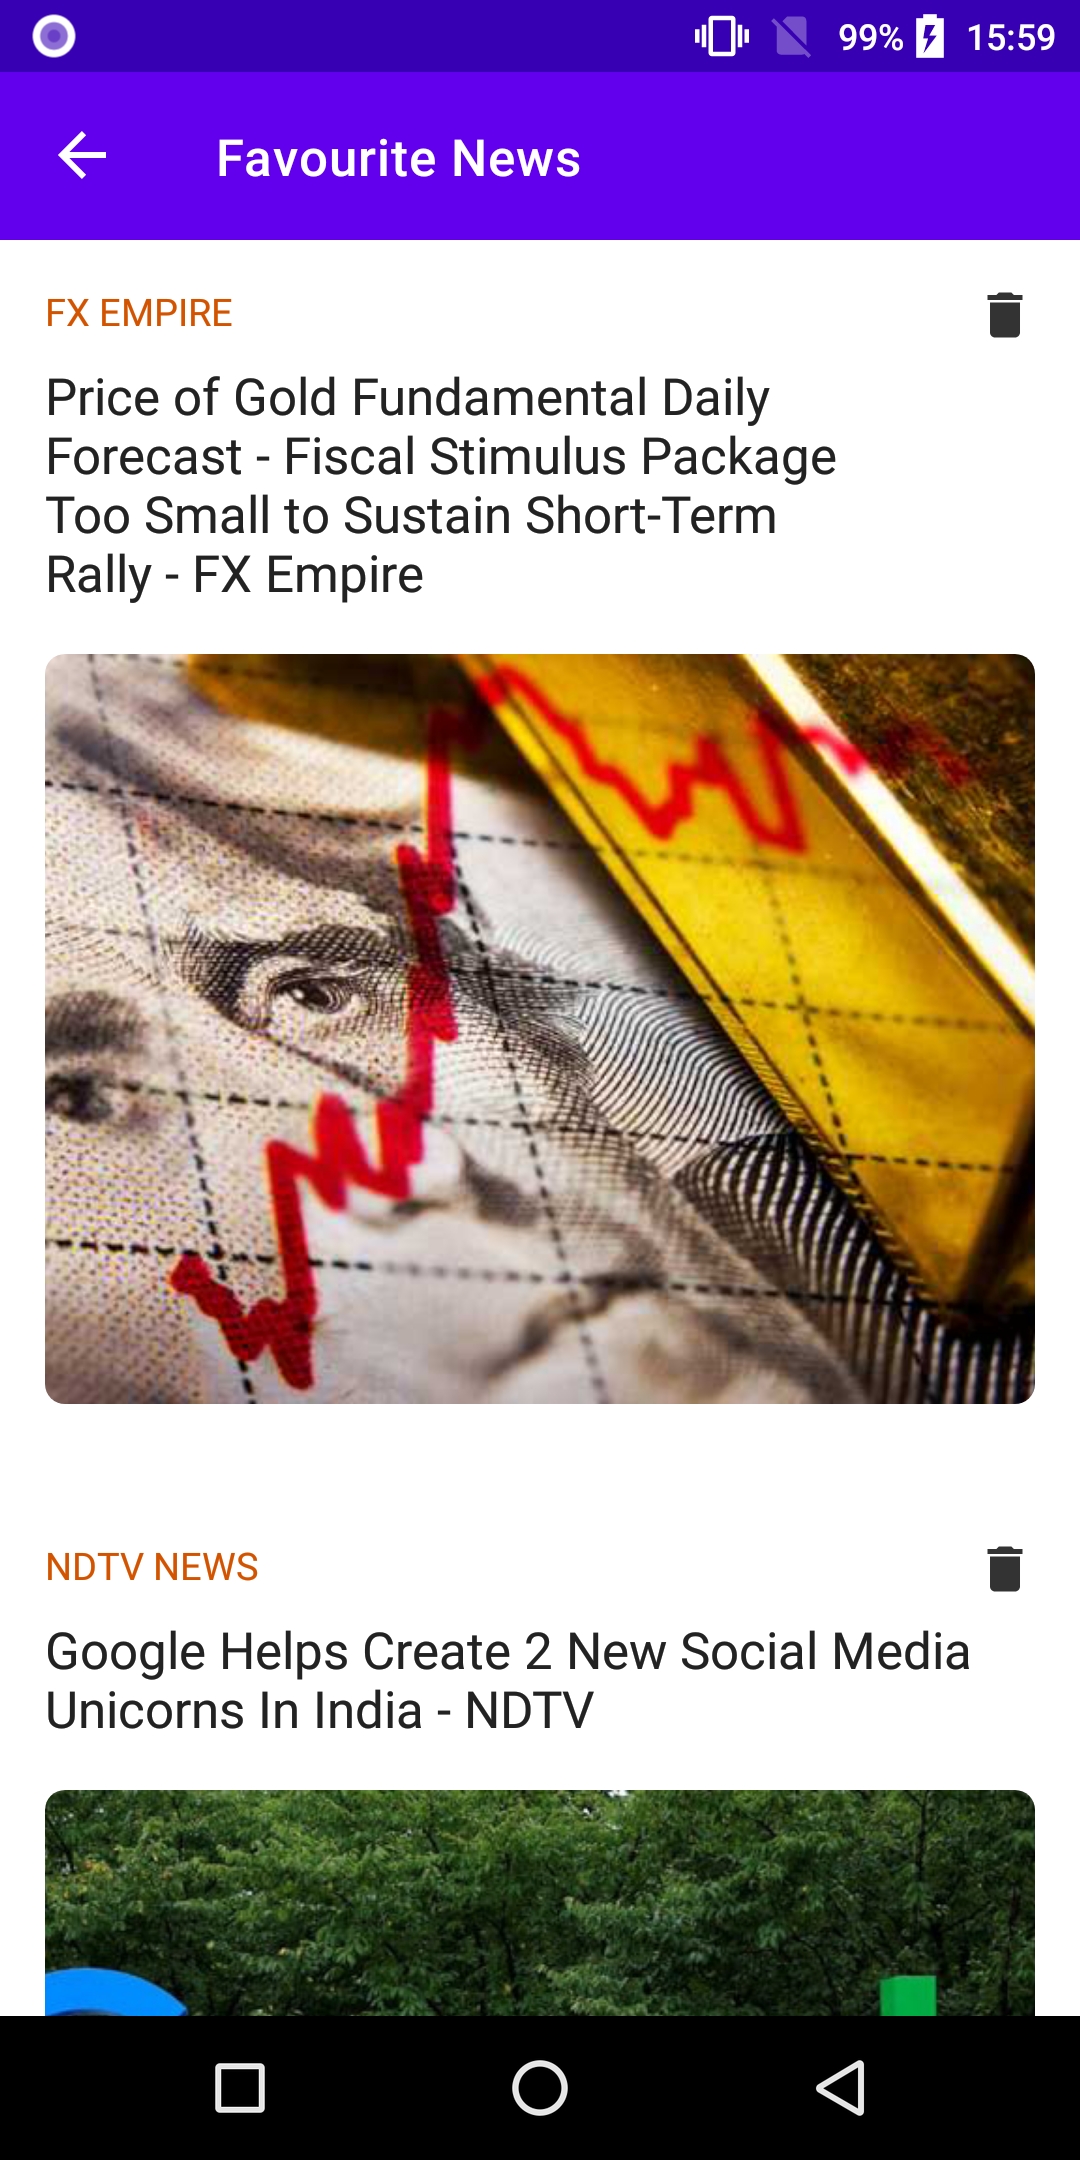 99% 15:59
Favourite News
FX EMPIRE
Price of Gold Fundamental Daily
Forecast - Fiscal Stimulus Package
Too Small to Sustain Short-Term
Rally - FX Empire
NDTV NEWS
Google Helps Create 2 New Social Media
Unicorns In India - NDTV